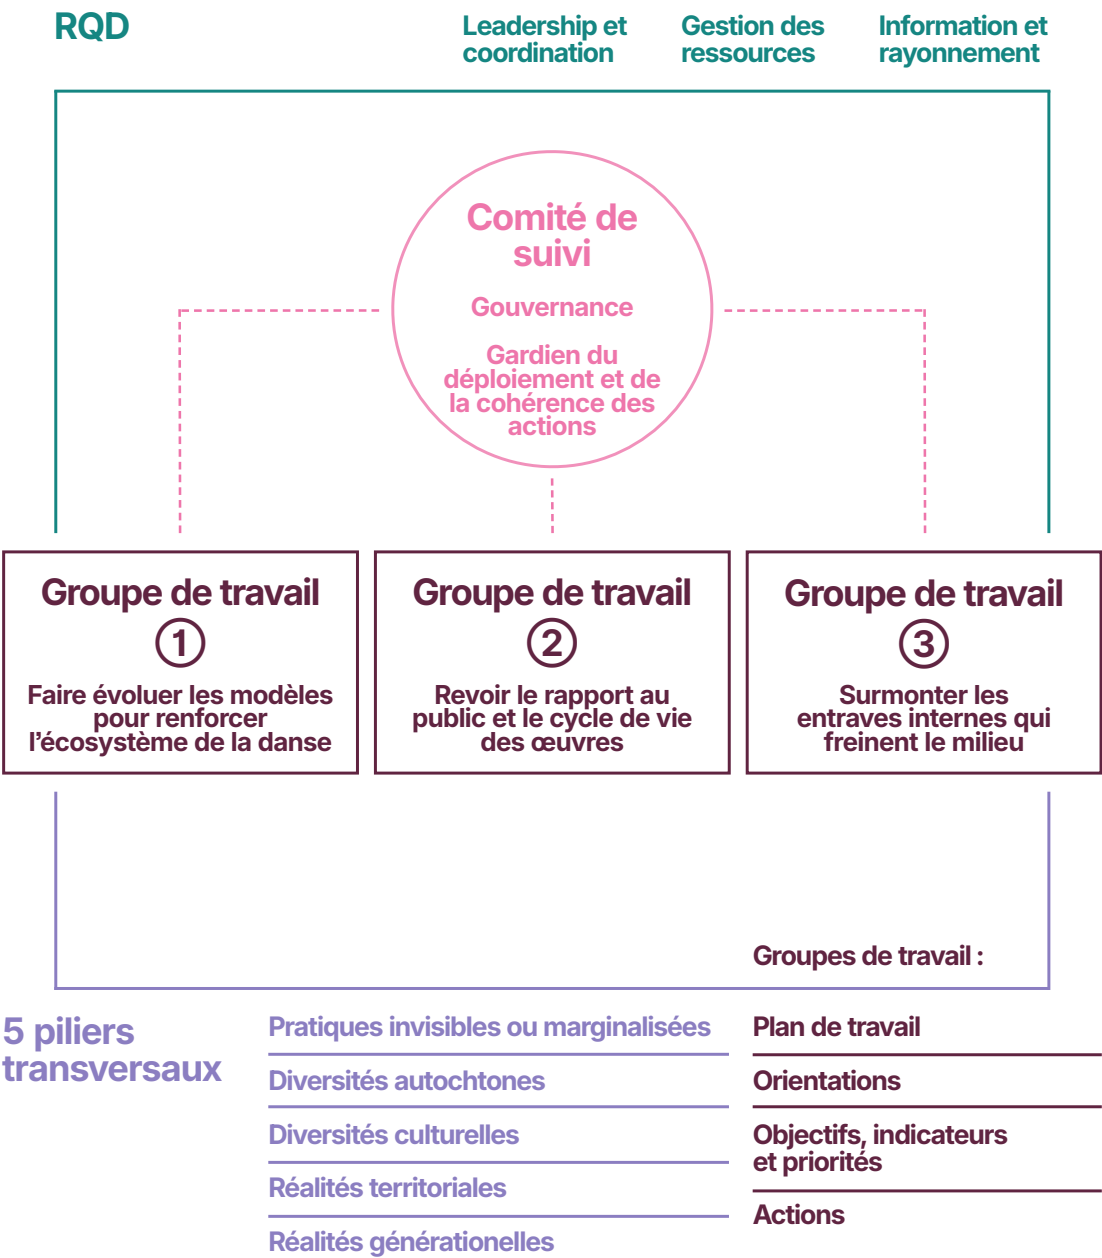 RQD
Leadership et
coordination
Gestion des
ressources
Information et
rayonnement
Comité de
suivi
Gouvernance
Gardien du
déploiement et de
la cohérence des
actions
Groupe de travail
1
Faire évoluer les modèles
pour renforcer
l’écosystème de la danse
Groupe de travail
2
Revoir le rapport au
public et le cycle de vie
des œuvres
Groupe de travail
3
Surmonter les
entraves internes qui
freinent le milieu
5 piliers
transversaux
Pratiques invisibles ou marginalisées
Diversités autochtones
Diversités culturelles
Réalités territoriales
Réalités générationelles
Groupes de travail :
Plan de travail
Orientations
Objectifs, indicateurs
et priorités
Actions